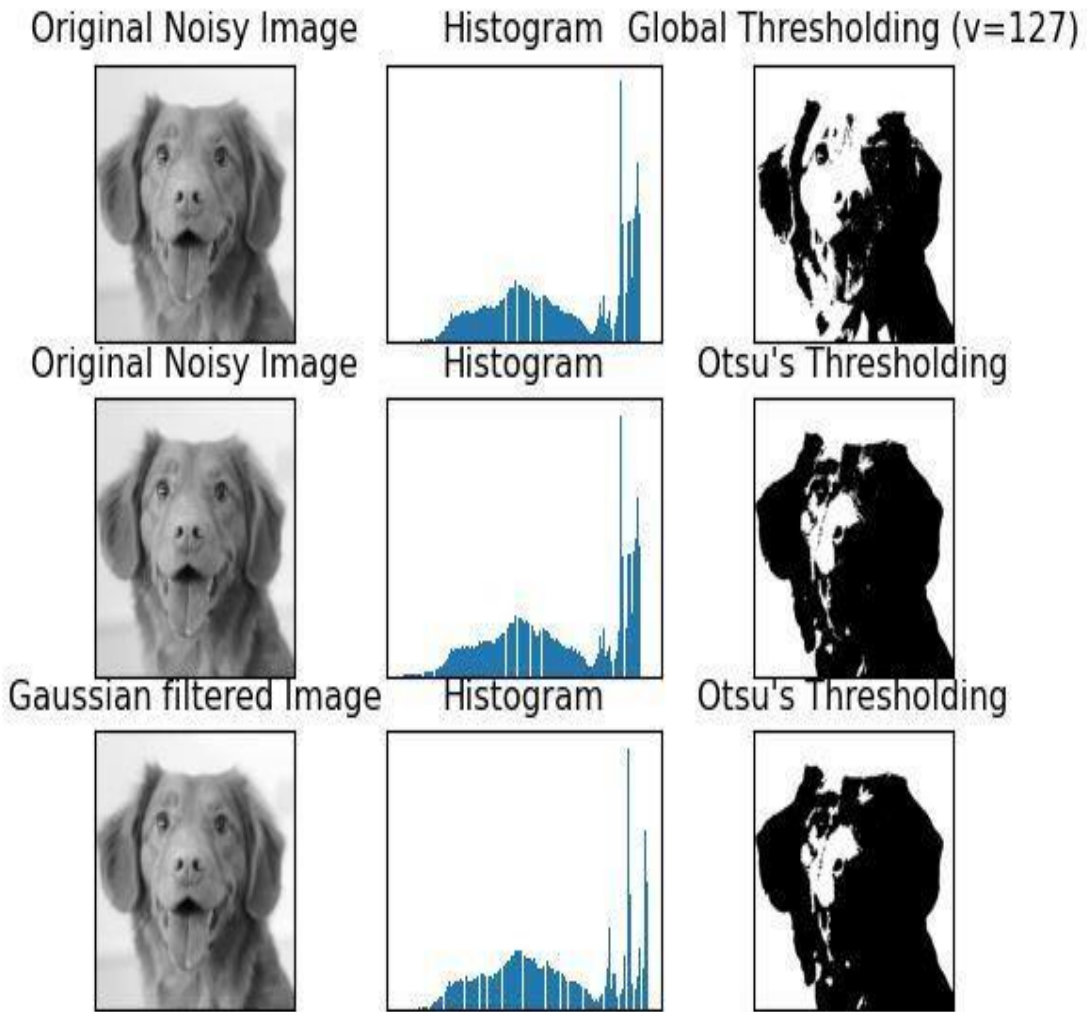 Original Noisy Image Histogram Global Thresholding (v=127)
Original Noisy Image Histogram Otsu's Thresholding
Gaussian filtered Image Histogram Otsu's Thresholding